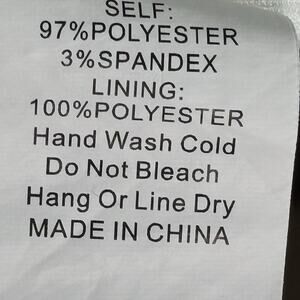 SELF:
97%POLYESTER
3%SPANDEX
LINING:
100%POLYESTER
Hand Wash Cold
Do Not Bleach
Hang Or Line Dry
MADE IN CHINA